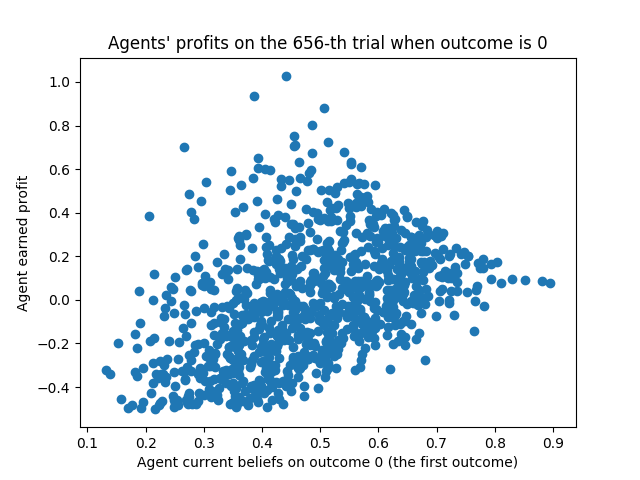 Agents' profits on the 656-th trial when outcome is 0
Agent earned profit
1.0
0.8
0.6
0.4
0.2
0.0
−0.2
−0.4
0.1 0.2 0.3 0.4 0.5 0.6 0.7 0.8 0.9
Agent current beliefs on outcome 0 (the first outcome)